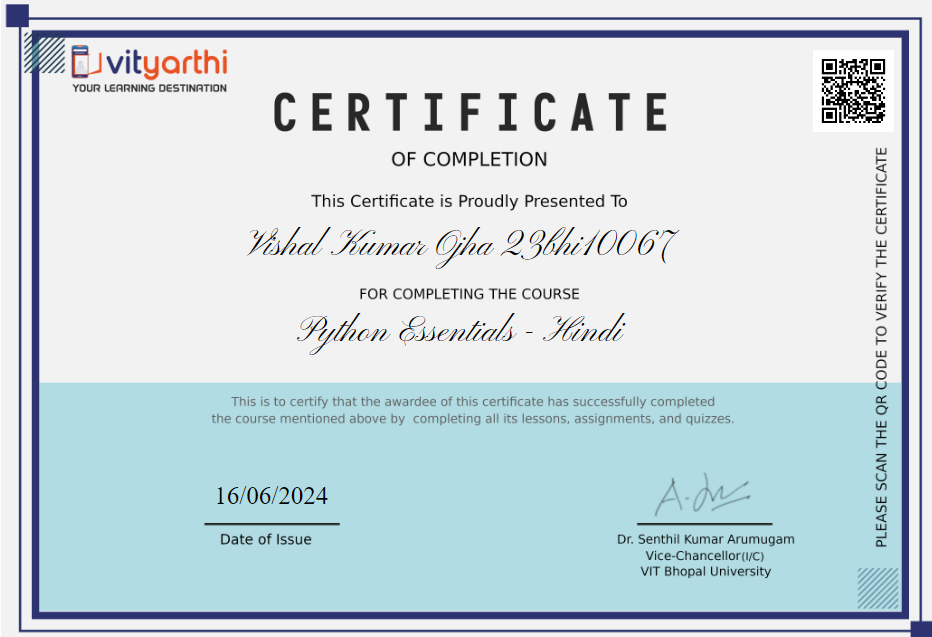 vityarthi
YOUR LEARNING DESTINATION
CERTIFICATE
OF COMPLETION
This Certificate is Proudly Presented To
Vishal Kumar Ojha 23bhi10067
FOR COMPLETING THE COURSE
Python Essentials - Hindi
This is to certify that the awardee of this certificate has successfully completed
the course mentioned above by completing all its lessons, assignments, and quizzes.
16/06/2024
Date of Issue
Dr. Senthil Kumar Arumugam
Vice-Chancellor(I/C)
VIT Bhopal University
PLEASE SCAN THE QR CODE TO VERIFY THE CERTIFICATE